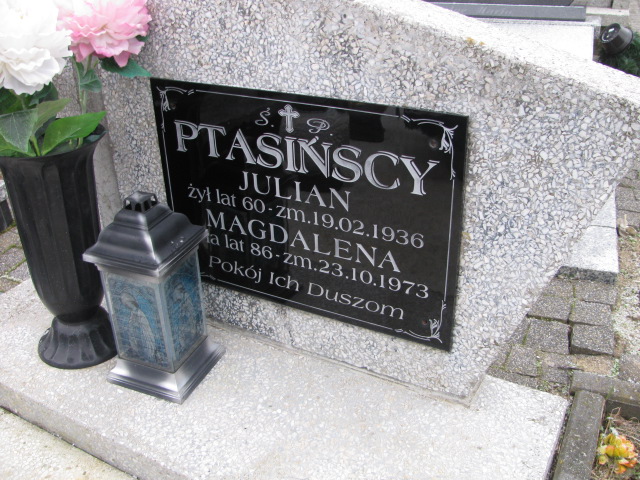 Ś P
PTASIŃSCY
JULIAN
żył lat 60 - zm. 19.02.1936
MAGDALENA
lat 86 - zm. 23.10.1973
Pokój Ich Duszom